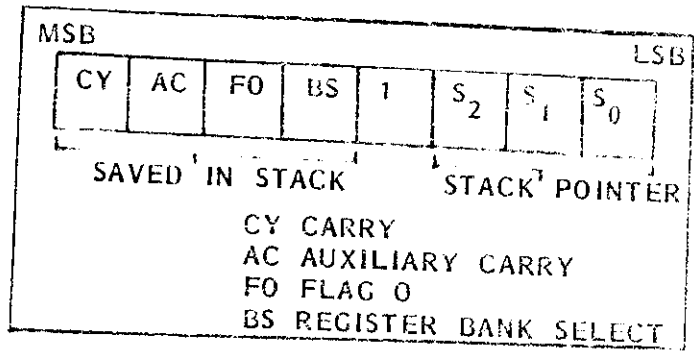 MSB LSB
CY AC F0 BS 1 S2 S1 S0
SAVED IN STACK STACK POINTER
CY CARRY
AC AUXILIARY CARRY
F0 FLAG 0
BS REGISTER BANK SELECT